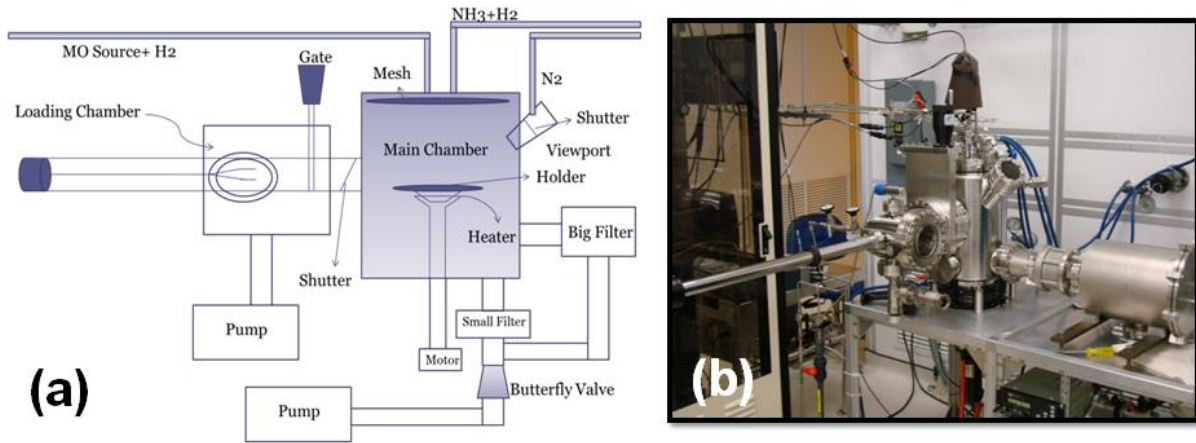 NH3+H2
MO Source+ H2
Gate
N2
Mesh
Loading Chamber
Shutter
Main Chamber
Viewport
Holder
Heater
Big Filter
Shutter
Small Filter
Pump
Motor
Butterfly Valve
Pump
(a)
(b)